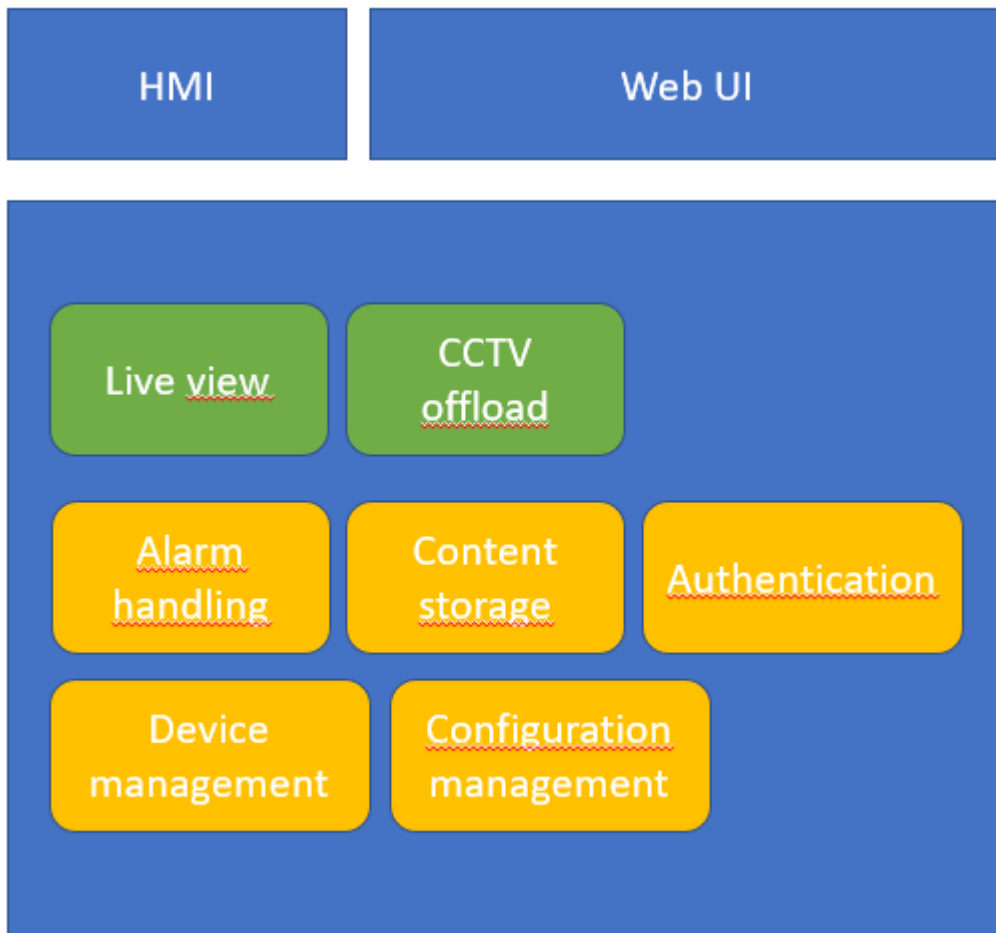 HMI
Web UI
Live view
CCTV
offload
Alarm
handling
Content
storage
Authentication
Device
management
Configuration
management